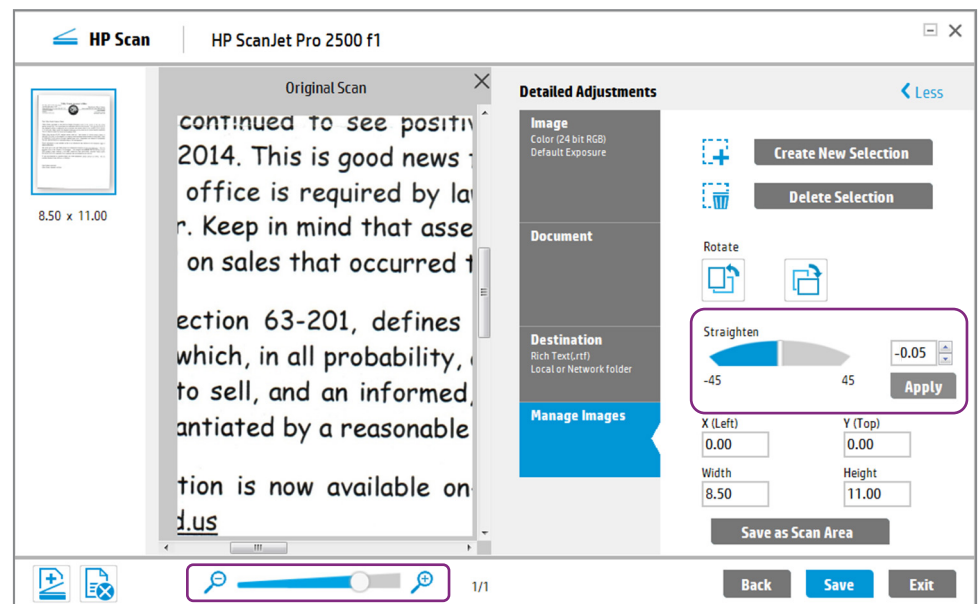 HP Scan
HP ScanJet Pro 2500 f1
8.50 x 11.00
Original Scan
continued to see
2014. This is good news
office is required by
r. Keep in mind that
on sales that occurred
ection 63-201, defines
which, in all probability,
to sell, and an informed,
antiated by a reasonable
tion is now available
d.us
Detailed Adjustments
Less
Image
Color (24 bit RGB)
Default Exposure
Document
Destination
Rich Text(.rtf)
Local or Network folder
Manage Images
Create New Selection
Delete Selection
Rotate
Straighten
-0.05
-45
45
Apply
X (Left)
Y (Top)
0.00
0.00
Width
Height
8.50
11.00
Save as Scan Area
1/1
Back
Save
Exit